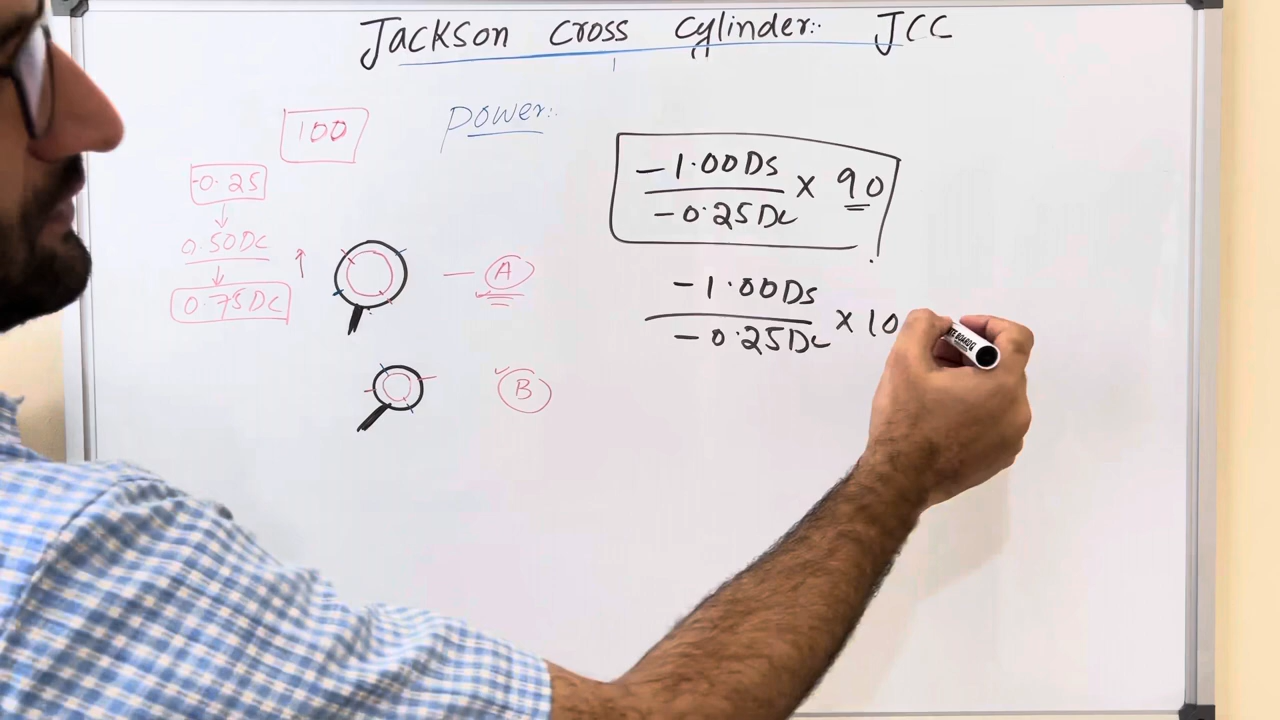 Jackson Cross Cylinder:: JCC
Power::
100
-0.25
0.50DC
0.75DC
A
B
-1.00DS
-0.25DC
x 90
-1.00DS
-0.25DC
x 10